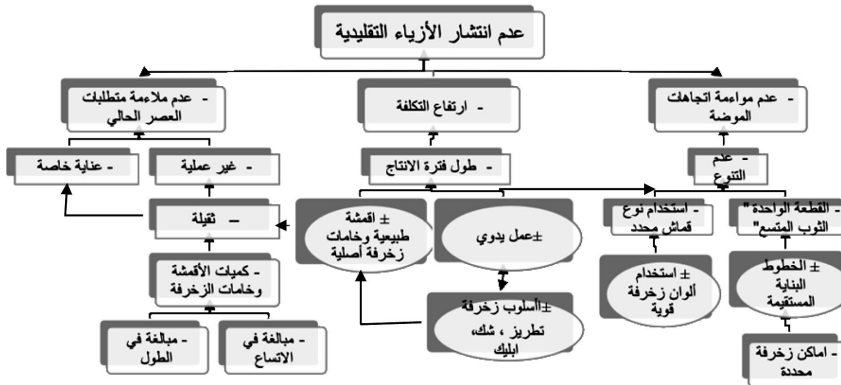 عدم انتشار الأزياء التقليدية
- عدم مواءمة اتجاهات
الموضة
- ارتفاع التكلفة
- عدم ملاءمة متطلبات
العصر الحالي
- عدم
التنوع
- طول فترة الانتاج
- غير عملية
- عناية خاصة
- القطعة الواحدة "
الثوب المتسع"
- استخدام نوع
قماش محدد
±عمل يدوي
± اقمشة
طبيعية وخامات
زخرفة أصلية
– ثقيلة
± الخطوط
البناية
المستقيمة
± استخدام
ألوان زخرفة
قوية
±أسلوب زخرفة
تطريز ، شك،
ابليك
- كميات الأقمشة
وخامات الزخرفة
- اماكن زخرفة
محددة
- مبالغة في
الاتساع
- مبالغة في
الطول